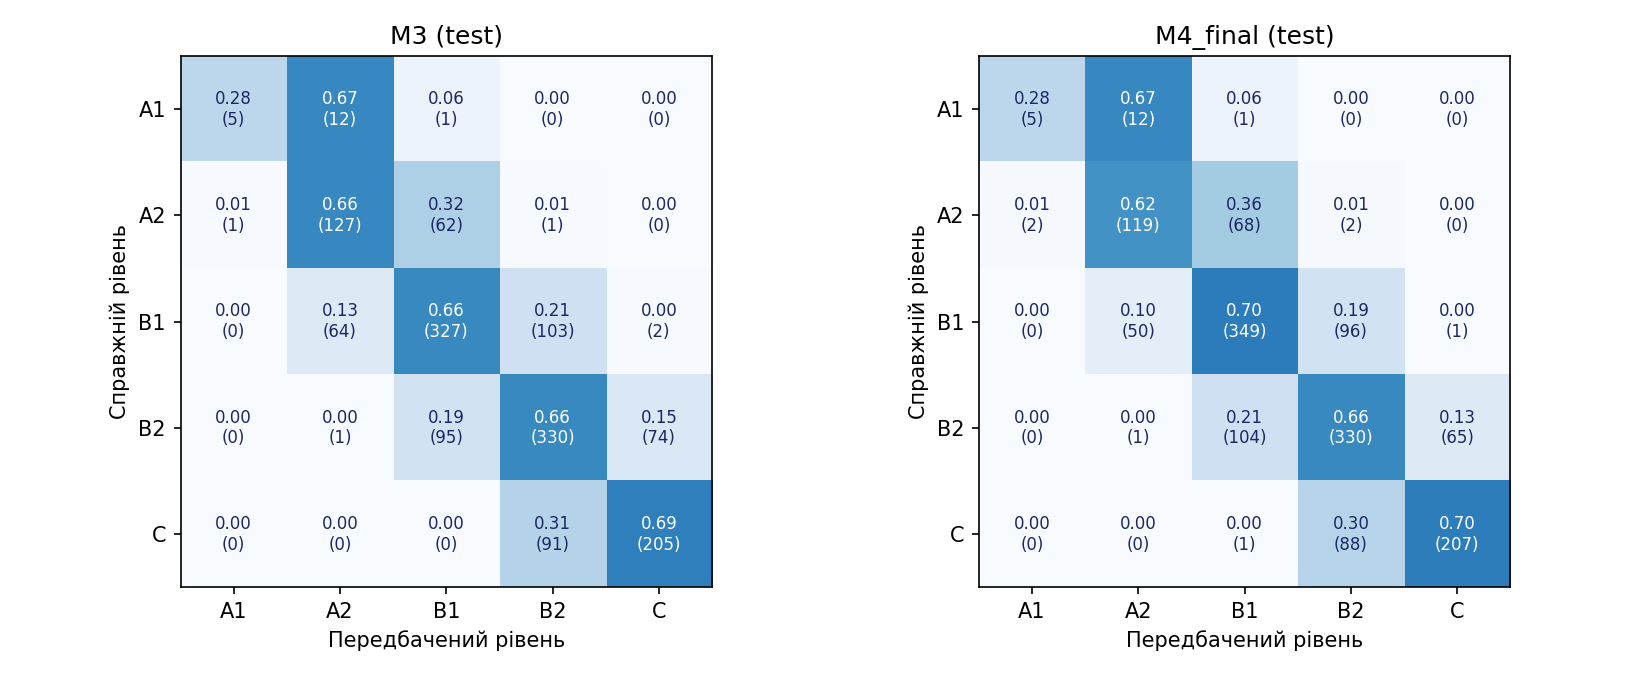 M3 (test)
A1
0.28 0.67 0.06 0.00 0.00
(5) (12) (1) (0) (0)
A2
0.01 0.66 0.32 0.01 0.00
(1) (127) (62) (1) (0)
B1
0.00 0.13 0.66 0.21 0.00
(0) (64) (327) (103) (2)
B2
0.00 0.00 0.19 0.66 0.15
(0) (1) (95) (330) (74)
C
0.00 0.00 0.00 0.31 0.69
(0) (0) (0) (91) (205)
A1 A2 B1 B2 C
Справжній рівень
Передбачений рівень
M4_final (test)
A1
0.28 0.67 0.06 0.00 0.00
(5) (12) (1) (0) (0)
A2
0.01 0.62 0.36 0.01 0.00
(2) (119) (68) (2) (0)
B1
0.00 0.10 0.70 0.19 0.00
(0) (50) (349) (96) (1)
B2
0.00 0.00 0.21 0.66 0.13
(0) (1) (104) (330) (65)
C
0.00 0.00 0.00 0.30 0.70
(0) (0) (1) (88) (207)
A1 A2 B1 B2 C
Справжній рівень
Передбачений рівень